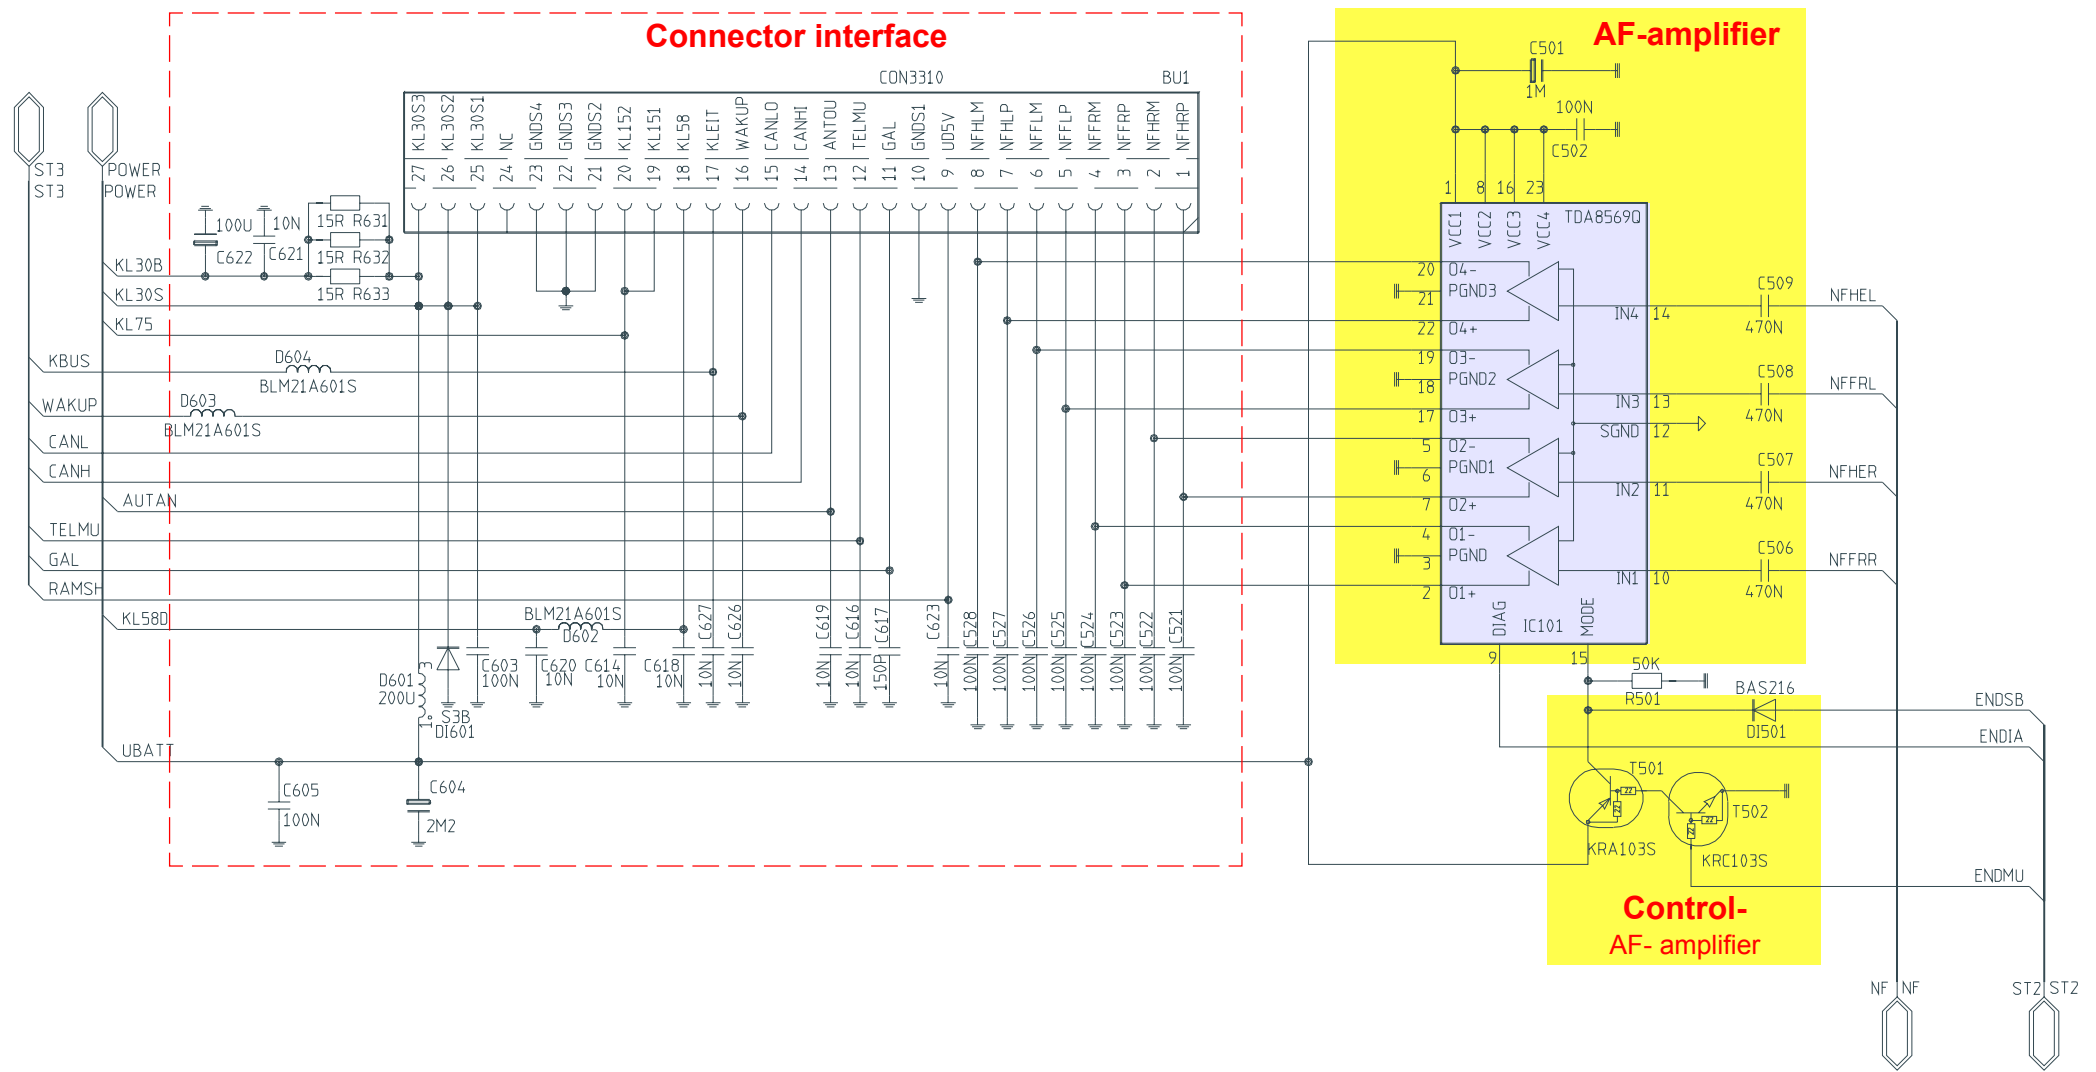 Connector interface
AF-amplifier
CON3310
BU1
KL30S3
KL30S2
KL30S1
NC
GNDS4
GNDS3
GNDS2
KL152
KL151
KL58
KLEIT
WAKUP
CANLO
CANHI
ANTOU
TELMU
GAL
GNDS1
UD5V
NFHLM
NFHLP
NFFLM
NFFLP
NFFRM
NFFRP
NFHRM
NFHRP
27
26
25
24
23
22
21
20
19
18
17
16
15
14
13
12
11
10
9
8
7
6
5
4
3
2
1
ST3
ST3
POWER
POWER
100U
C622
10N
C621
15R R631
15R R632
15R R633
KL30B
KL30S
KL75
KBUS
D604
BLM21A601S
WAKUP
D603
BLM21A601S
CANL
CANH
AUTAN
TELMU
GAL
RAMSH
KL58D
BLM21A601S
D602
UBATT
D601
200U
3
1
S3B
DI601
C603
100N
C620
10N
C614
10N
C618
10N
C627
10N
C626
10N
C619
10N
C616
10N
C617
150P
C623
10N
C528
100N
C527
100N
C526
100N
C525
100N
C524
100N
C523
100N
C522
100N
C521
100N
C605
100N
C604
2M2
C501
1M
100N
C502
1
8
16
23
VCC1
VCC2
VCC3
VCC4
TDA8569Q
20
O4-
21
PGND3
22
O4+
19
O3-
18
PGND2
17
O3+
5
O2-
6
PGND1
7
O2+
4
O1-
3
PGND
2
O1+
IN4 14
IN3 13
SGND 12
IN2 11
IN1 10
DIAG
MODE
IC101
9
15
C509
470N
NFHEL
C508
470N
NFFRL
C507
470N
NFHER
C506
470N
NFFRR
50K
R501
BAS216
DI501
ENDSB
ENDIA
T501
22
22
KRA103S
T502
22
22
KRC103S
ENDMU
Control-
AF- amplifier
NF NF
ST2 ST2